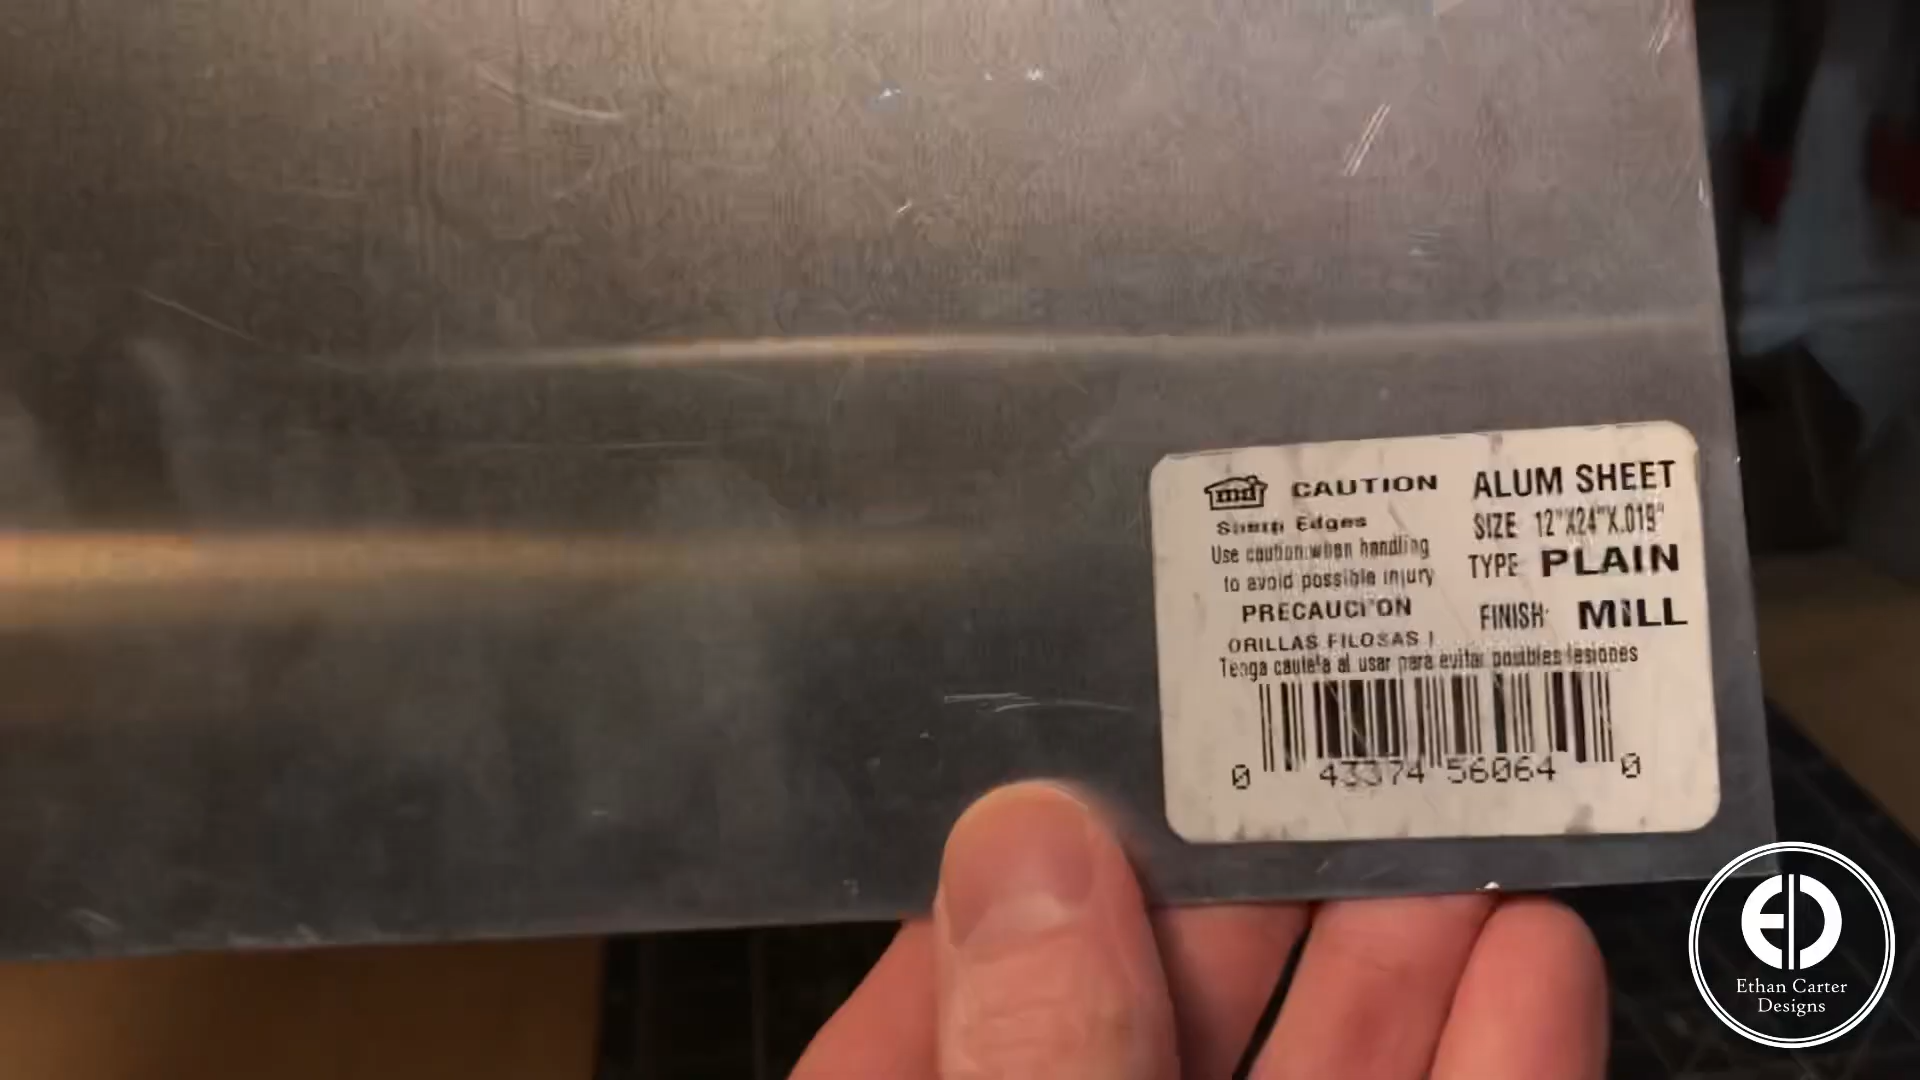 md CAUTION
Sharp Edges
Use caution when handling
to avoid possible injury
PRECAUCION
ORILLAS FILOSAS !
Tenga cautela al usar para evitar posibles lesiones
ALUM SHEET
SIZE 12"X24"X.019"
TYPE PLAIN
FINISH: MILL
0 43374 56064 0
ED
Ethan Carter
Designs